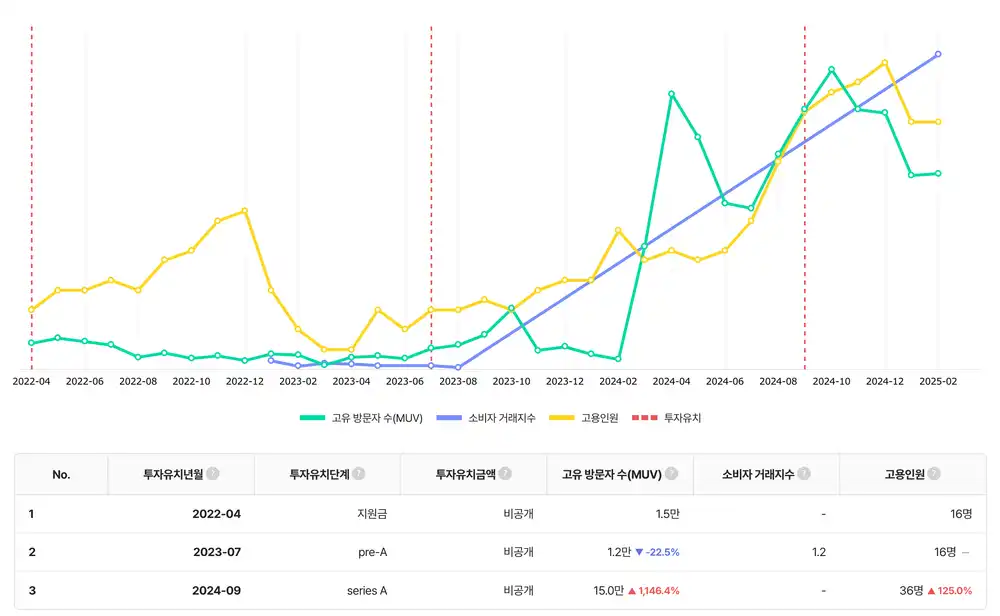 2022-04 2022-06 2022-08 2022-10 2022-12 2023-02 2023-04 2023-06 2023-08 2023-10 2023-12 2024-02 2024-04 2024-06 2024-08 2024-10 2024-12 2025-02
고유 방문자 수(MUV) 소비자 거래지수 고용인원 투자유치
No. 투자유치년월 ? 투자유치단계 ? 투자유치금액 ? 고유 방문자 수(MUV) ? 소비자 거래지수 ? 고용인원 ?
1 2022-04 지원금 비공개 1.5만 - 16명
2 2023-07 pre-A 비공개 1.2만 ▼ -22.5% 1.2 16명 –
3 2024-09 series A 비공개 15.0만 ▲ 1,146.4% - 36명 ▲ 125.0%